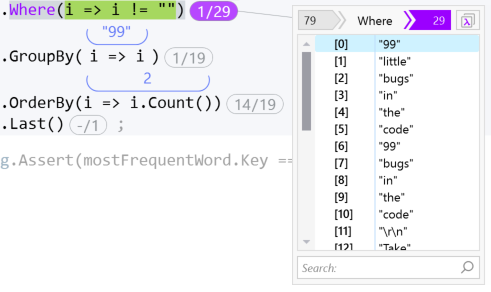 .Where(i => i != "") 1/29
"99"
.GroupBy( i => i ) 1/19
2
.OrderBy(i => i.Count()) 14/19
.Last() -/1 ;
g.Assert(mostFrequentWord.Key ==
79 Where 29
[0] "99"
[1] "little"
[2] "bugs"
[3] "in"
[4] "the"
[5] "code"
[6] "99"
[7] "bugs"
[8] "in"
[9] "the"
[10] "code"
[11] "\r\n"
[12] "Take"
Search: